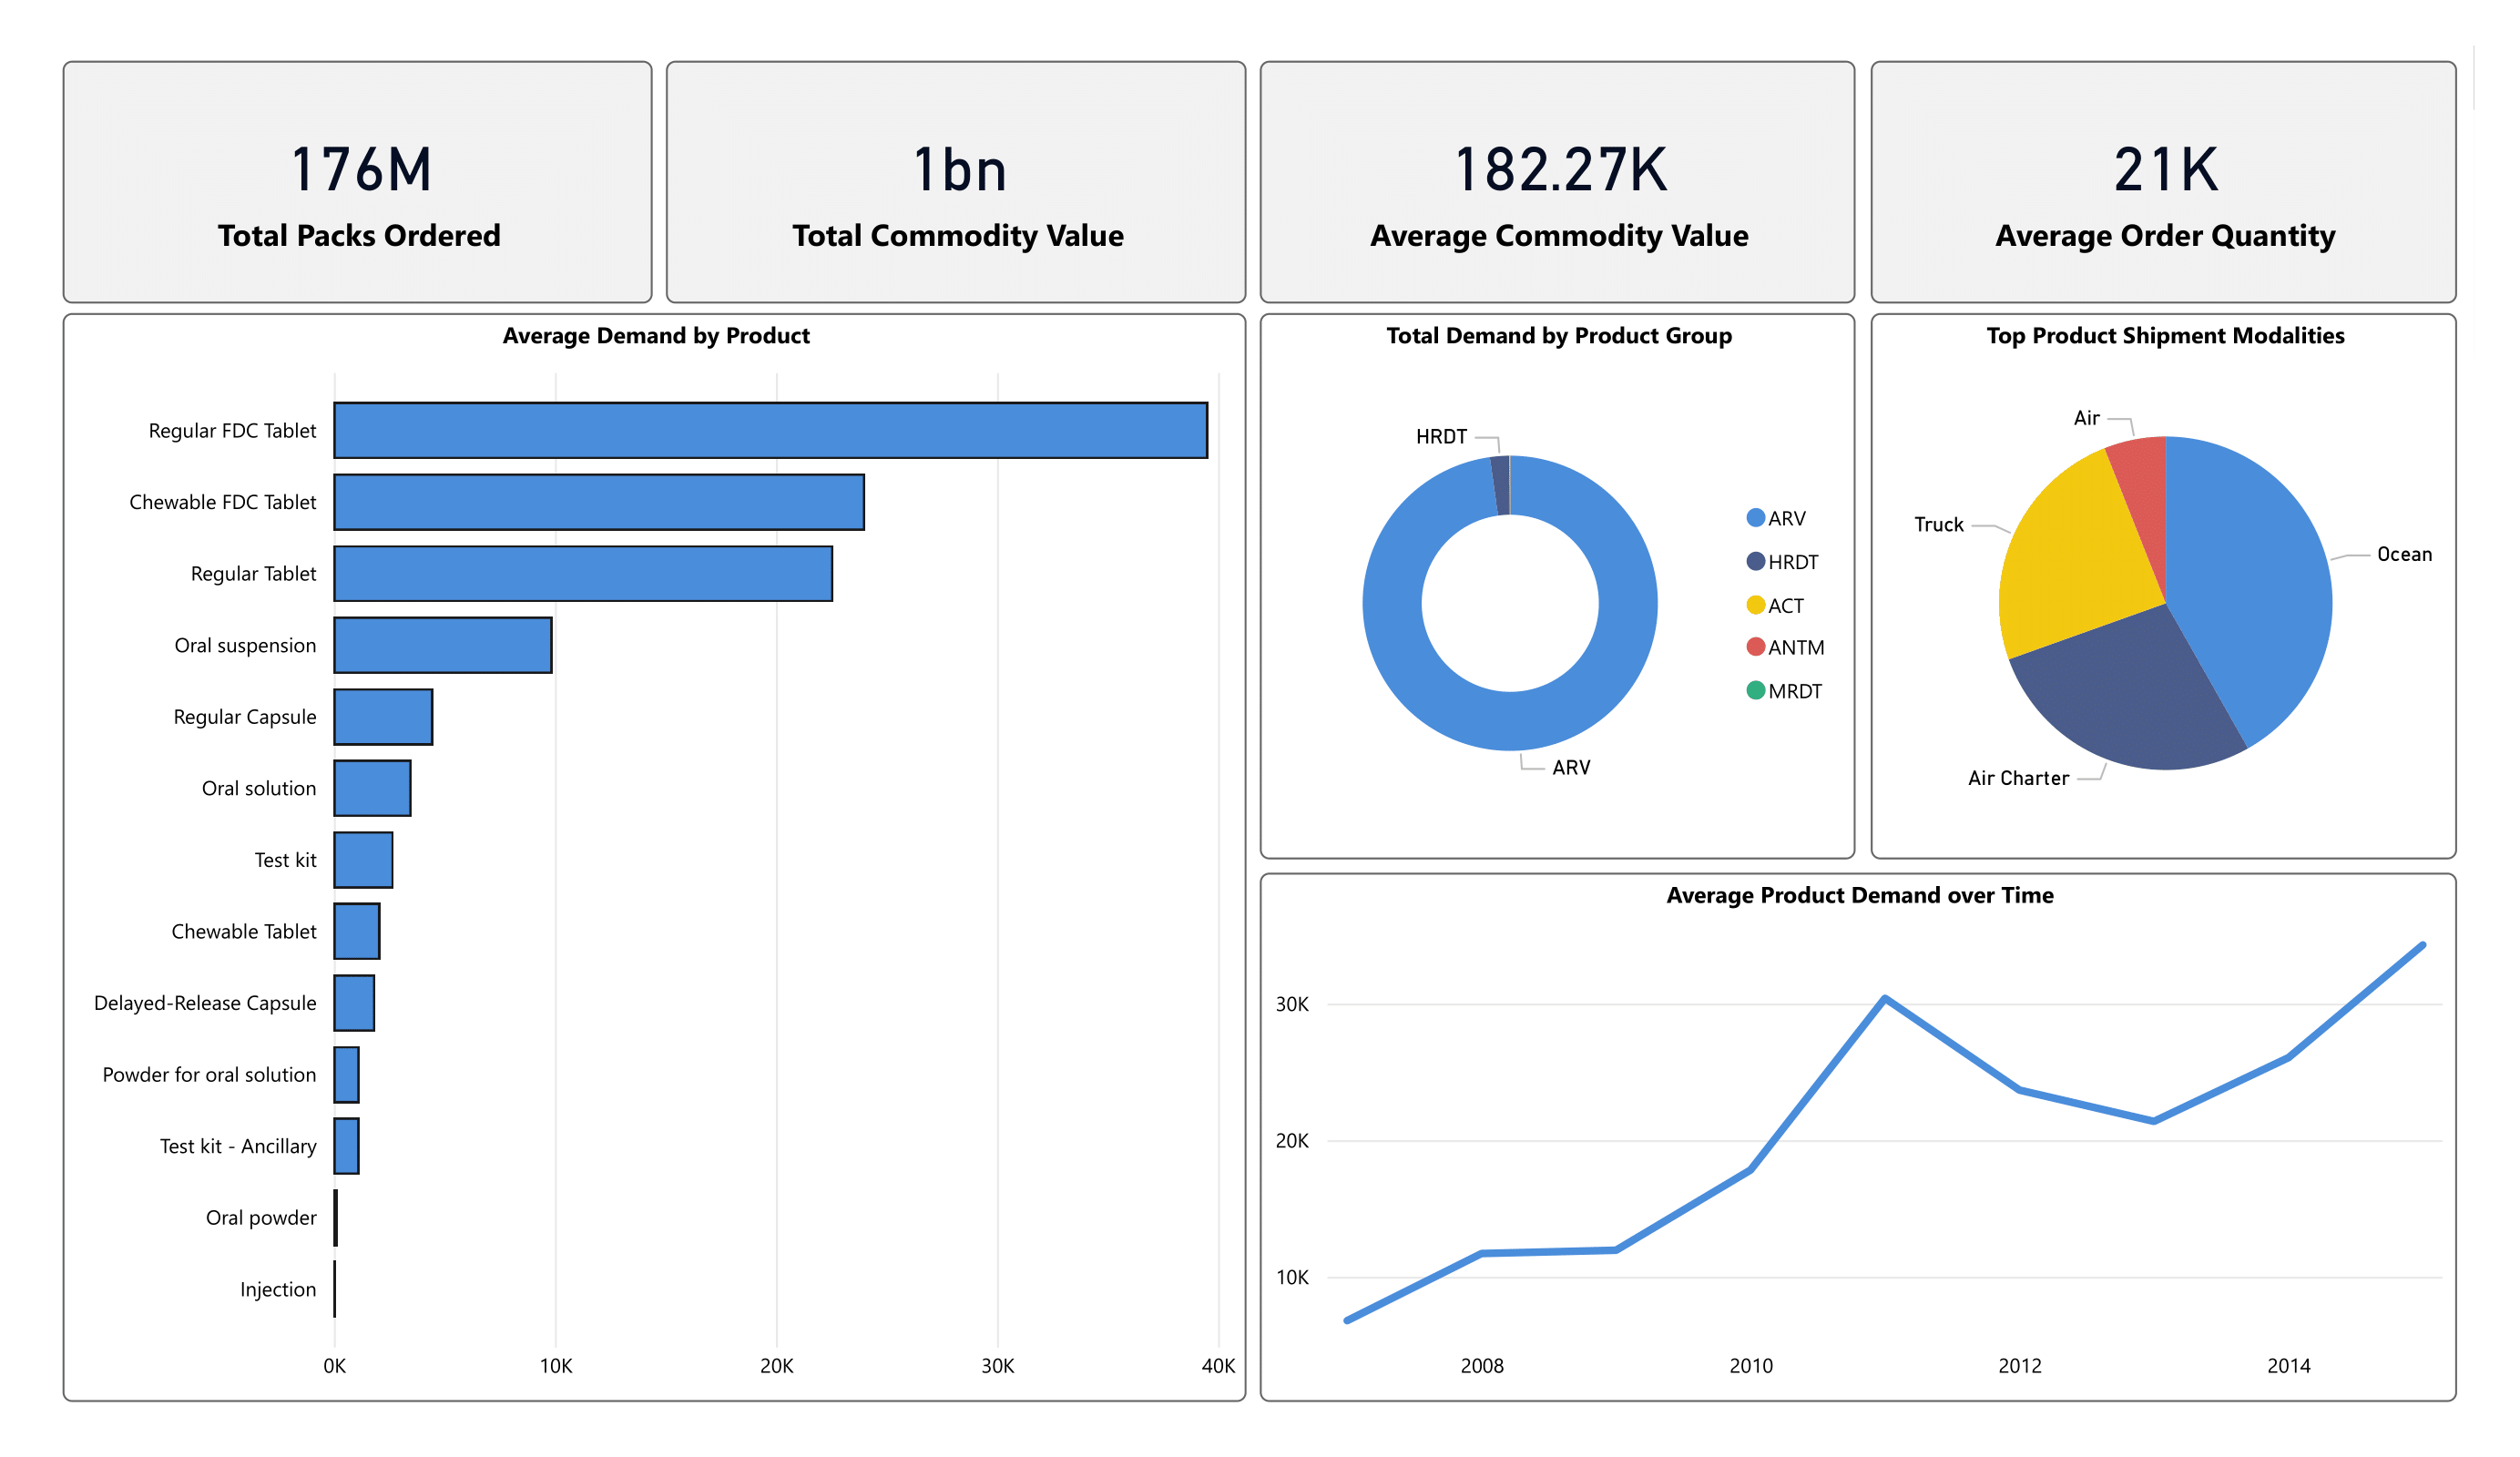 176M
Total Packs Ordered
1bn
Total Commodity Value
182.27K
Average Commodity Value
21K
Average Order Quantity
Average Demand by Product
Regular FDC Tablet
Chewable FDC Tablet
Regular Tablet
Oral suspension
Regular Capsule
Oral solution
Test kit
Chewable Tablet
Delayed-Release Capsule
Powder for oral solution
Test kit - Ancillary
Oral powder
Injection
0K 10K 20K 30K 40K
Total Demand by Product Group
HRDT
ARV
ARV
HRDT
ACT
ANTM
MRDT
Top Product Shipment Modalities
Air
Truck
Ocean
Air Charter
Average Product Demand over Time
30K
20K
10K
2008 2010 2012 2014